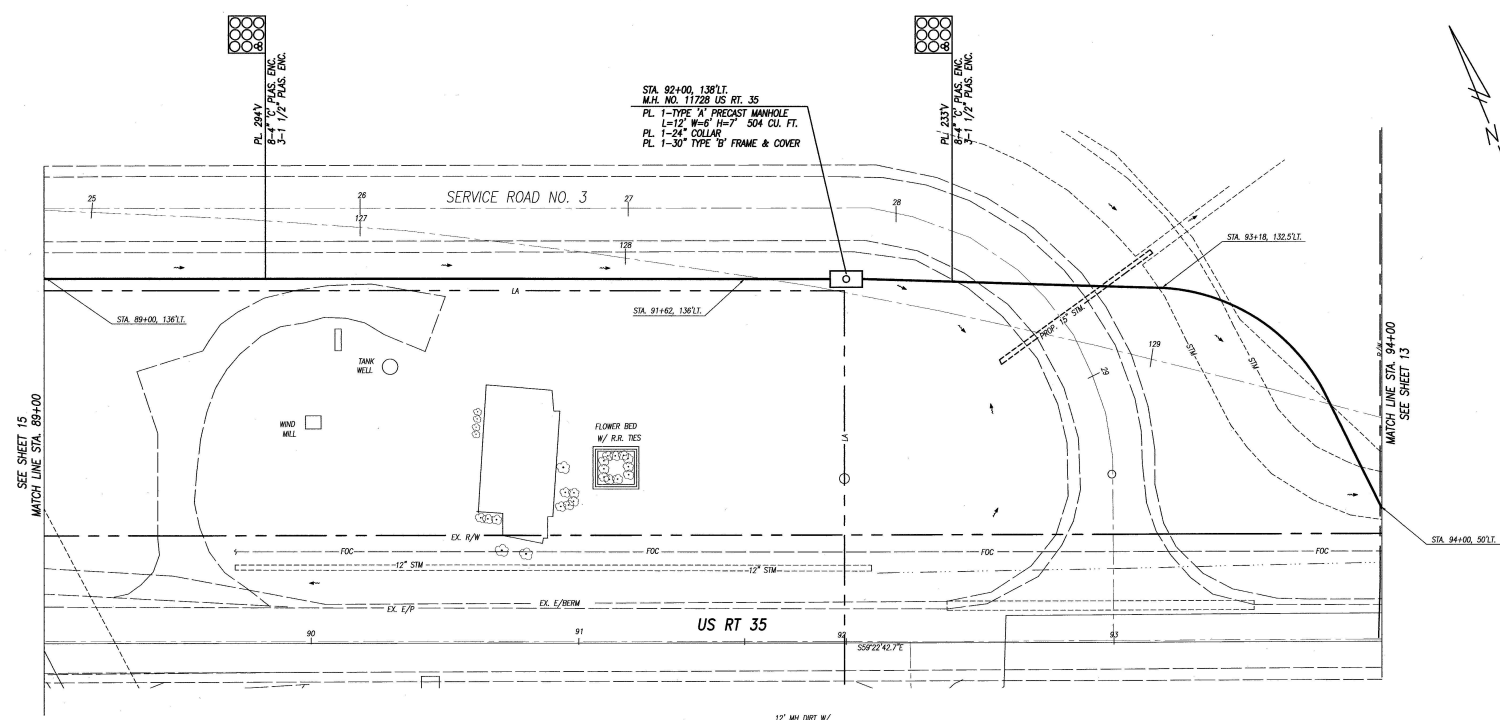 PL. 294'V
8-4" 'C' PLAS. ENC.
3-1 1/2" PLAS. ENC.
STA. 92+00, 138'LT.
M.H. NO. 11728 US RT. 35
PL. 1-TYPE 'A' PRECAST MANHOLE
L=12' W=6' H=7' 504 CU. FT.
PL. 1-24" COLLAR
PL. 1-30" TYPE 'B' FRAME & COVER
PL. 233'V
8-4" 'C' PLAS. ENC.
3-1 1/2" PLAS. ENC.
N
25
26
SERVICE ROAD NO. 3
27
28
127
128
STA. 93+18, 132.5'LT.
LA
STA. 89+00, 136'LT.
STA. 91+62, 136'LT.
PROP. 15" STM.
129
STM
STM
R/W
29
TANK
WELL
WIND
MILL
FLOWER BED
W/ R.R. TIES
LA
SEE SHEET 15
MATCH LINE STA. 89+00
MATCH LINE STA. 94+00
SEE SHEET 13
EX. R/W
STA. 94+00, 50'LT.
FOC
FOC
FOC
FOC
12" STM
12" STM
EX. E/P
EX. E/BERM
US RT 35
90
91
92
93
S59°22'42.7"E
12' MH DIRT W/